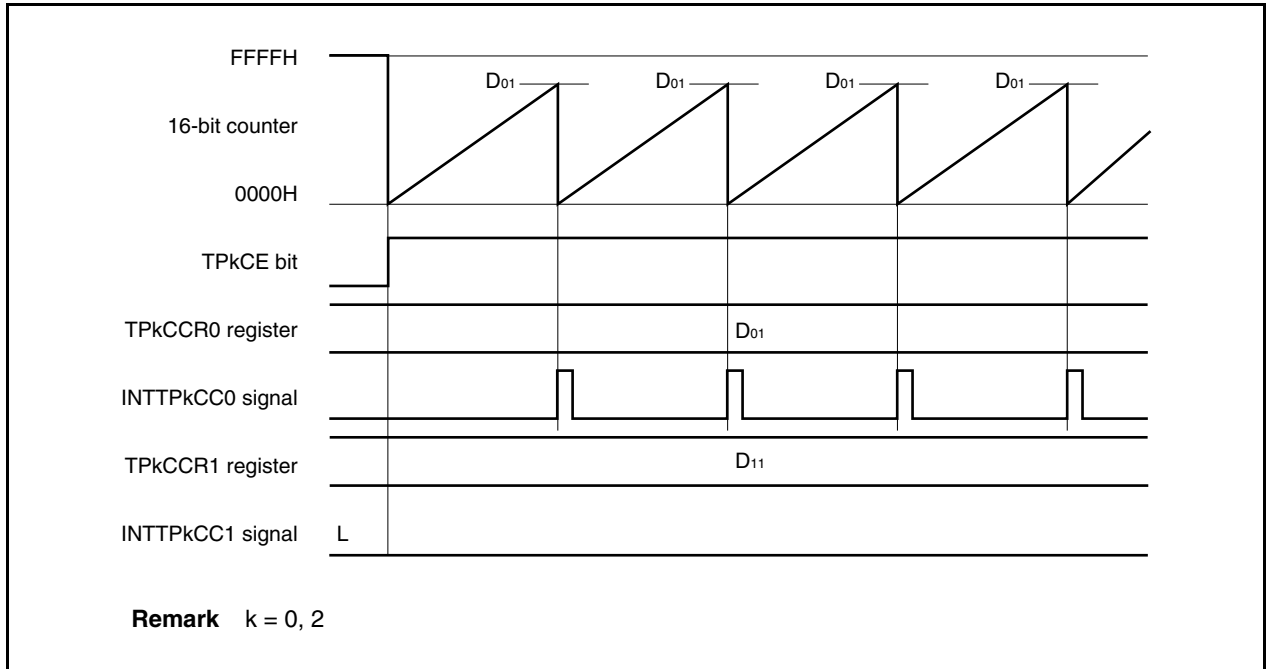 FFFFH
D01 D01 D01 D01
16-bit counter
0000H
TPkCE bit
TPkCCR0 register D01
INTTPkCC0 signal
TPkCCR1 register D11
INTTPkCC1 signal L
Remark k = 0, 2